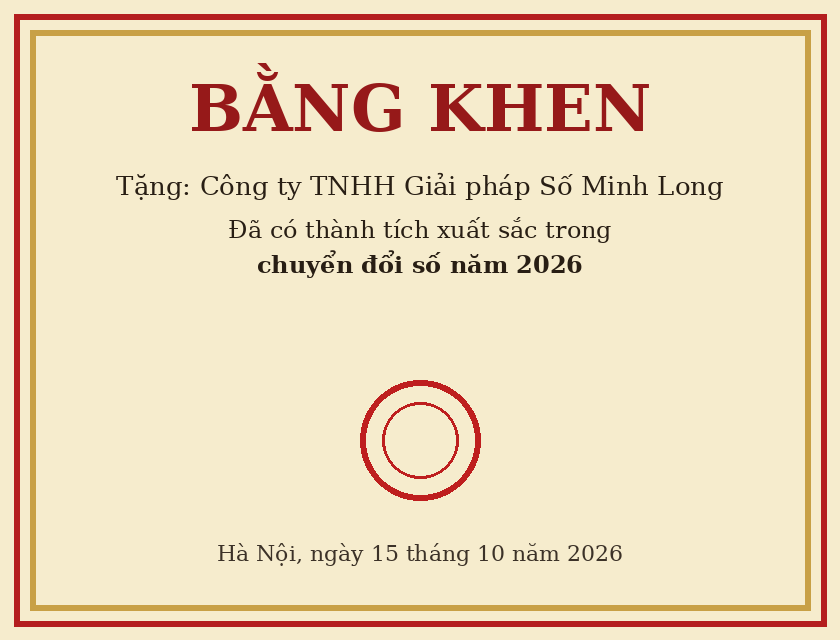 BẰNG KHEN
Tặng: Công ty TNHH Giải pháp Số Minh Long
Đã có thành tích xuất sắc trong
chuyển đổi số năm 2026
Hà Nội, ngày 15 tháng 10 năm 2026